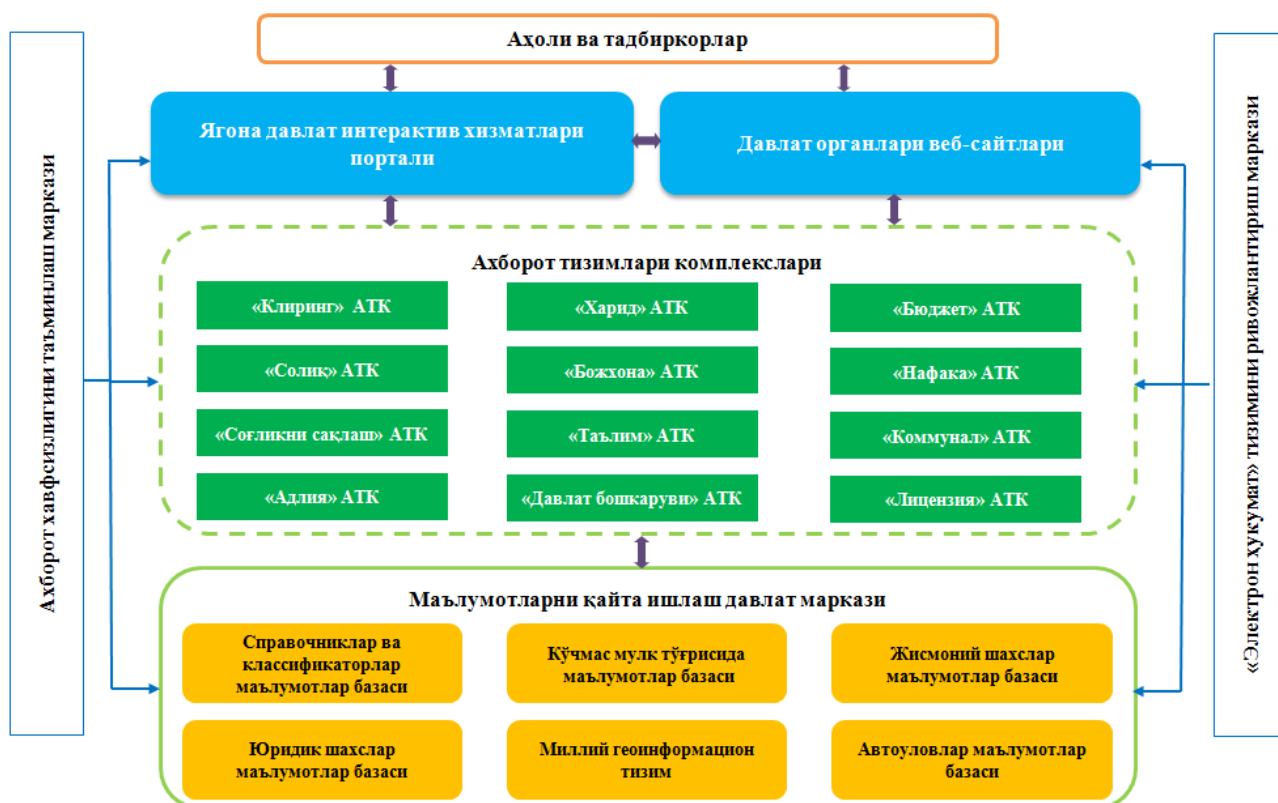 Аҳоли ва тадбиркорлар
Ахборот хавфсизлигини таъминлаш маркази
Ягона давлат интерактив хизматлари
портали
Давлат органлари веб-сайтлари
«Электрон ҳукумат» тизимини ривожлантириш маркази
Ахборот тизимлари комплекслари
«Клиринг» АТК
«Харид» АТК
«Бюджет» АТК
«Солиқ» АТК
«Божхона» АТК
«Нафака» АТК
«Соғликни сақлаш» АТК
«Таълим» АТК
«Коммунал» АТК
«Адлия» АТК
«Давлат бошкаруви» АТК
«Лицензия» АТК
Маълумотларни қайта ишлаш давлат маркази
Справочниклар ва
классификаторлар
маълумотлар базаси
Кўчмас мулк тўғрисида
маълумотлар базаси
Жисмоний шахслар
маълумотлар базаси
Юридик шахслар
маълумотлар базаси
Миллий геоинформацион
тизим
Автоуловлар маълумотлар
базаси